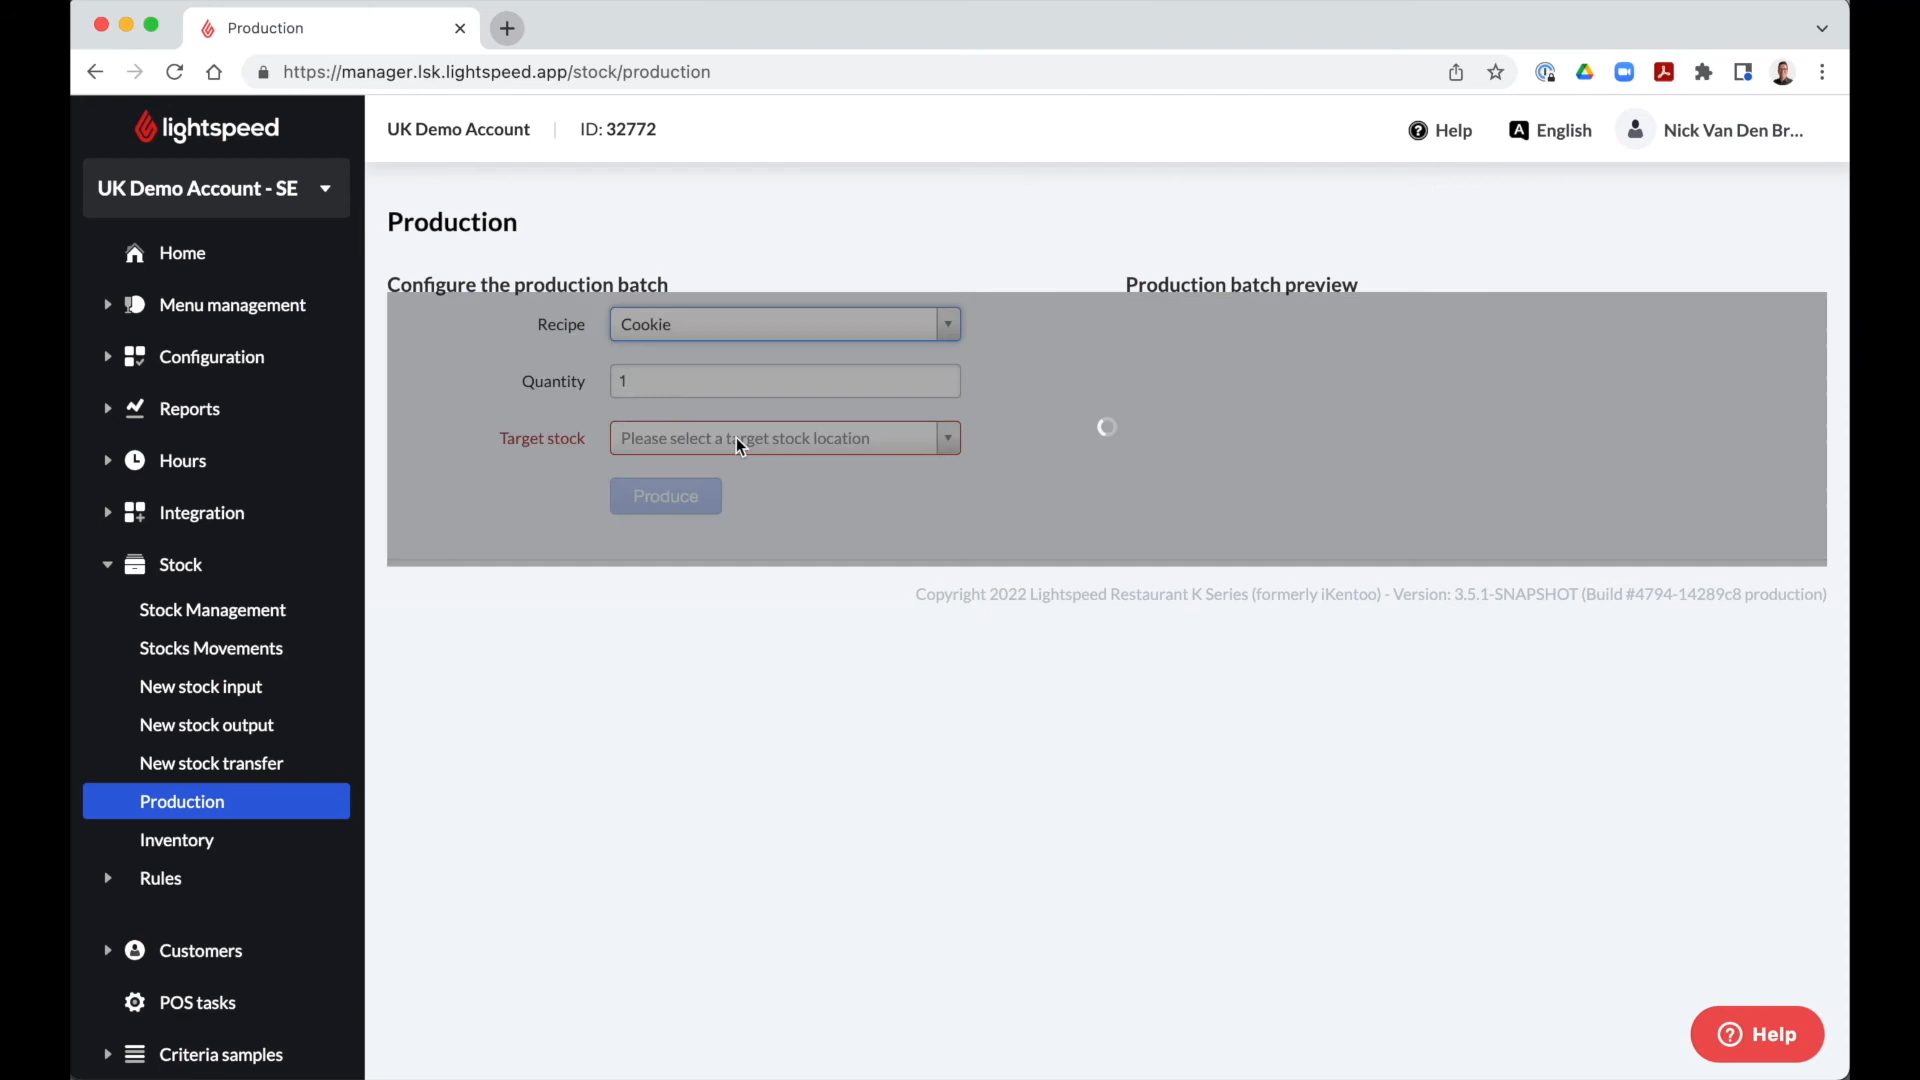 Production
https://manager.lsk.lightspeed.app/stock/production
lightspeed
UK Demo Account
ID: 32772
Help
English
Nick Van Den Br...
UK Demo Account - SE
Home
Menu management
Configuration
Reports
Hours
Integration
Stock
Stock Management
Stocks Movements
New stock input
New stock output
New stock transfer
Production
Inventory
Rules
Customers
POS tasks
Criteria samples
Production
Configure the production batch
Production batch preview
Recipe
Cookie
Quantity
1
Target stock
Please select a target stock location
Produce
Copyright 2022 Lightspeed Restaurant K Series (formerly iKentoo) - Version: 3.5.1-SNAPSHOT (Build #4794-14289c8 production)
Help